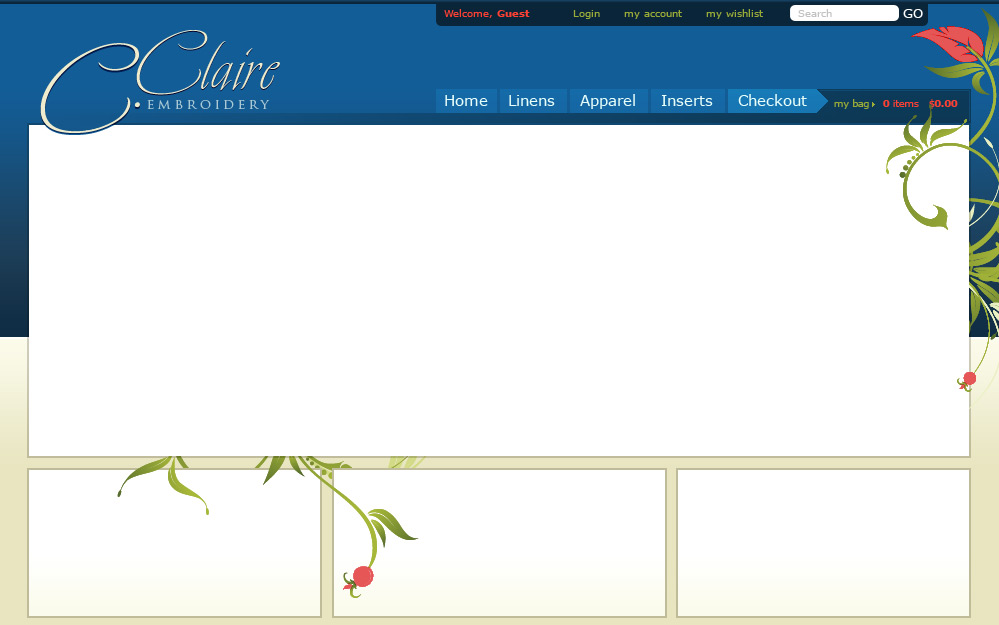 Welcome, Guest Login my account my wishlist Search GO
C Claire
• EMBROIDERY
Home Linens Apparel Inserts Checkout my bag 0 items $0.00